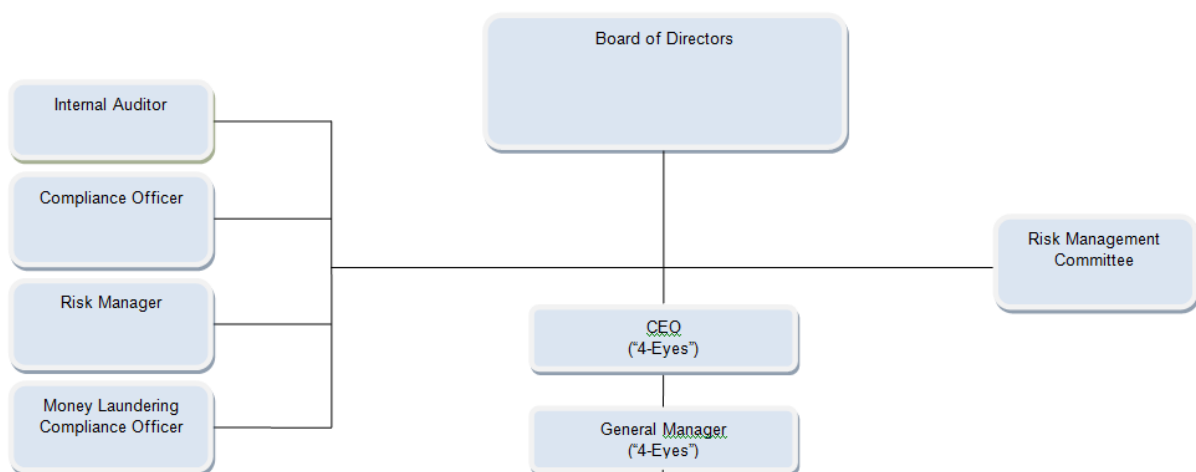 Board of Directors
Internal Auditor
Compliance Officer
Risk Management
Committee
Risk Manager
CEO
(“4-Eyes”)
Money Laundering
Compliance Officer
General Manager
(“4-Eyes”)